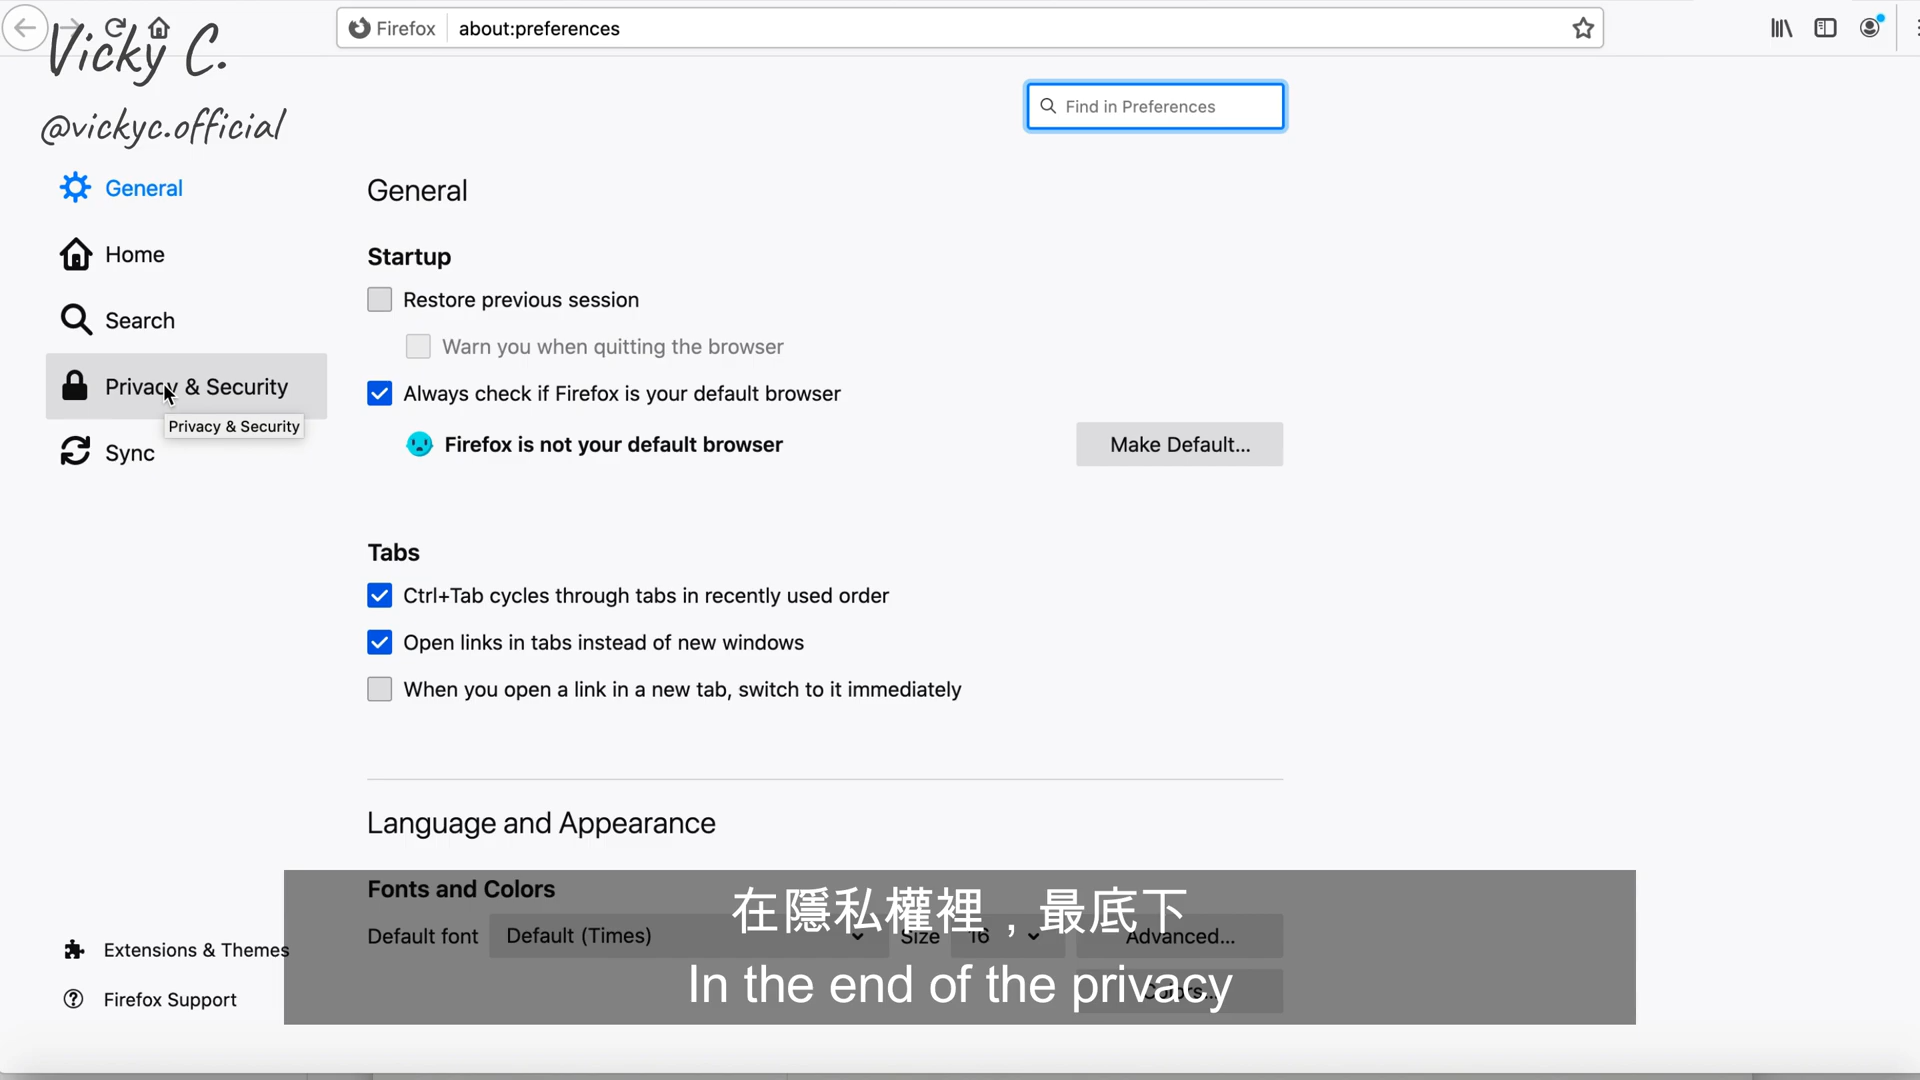 Firefox
about:preferences
Vicky C.
@vickyc.official
Find in Preferences
General
Home
Search
Privacy & Security
Privacy & Security
Sync
General
Startup
Restore previous session
Warn you when quitting the browser
Always check if Firefox is your default browser
Firefox is not your default browser
Make Default...
Tabs
Ctrl+Tab cycles through tabs in recently used order
Open links in tabs instead of new windows
When you open a link in a new tab, switch to it immediately
Language and Appearance
Fonts and Colors
Default font
Default (Times)
Size
16
Advanced...
Colors...
在隱私權裡，最底下
In the end of the privacy
Extensions & Themes
Firefox Support